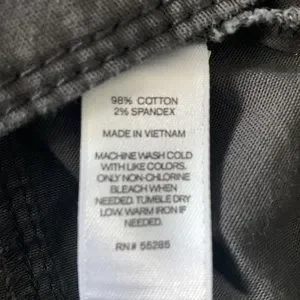 98% COTTON
2% SPANDEX
MADE IN VIETNAM
MACHINE WASH COLD
WITH LIKE COLORS.
ONLY NON-CHLORINE
BLEACH WHEN
NEEDED. TUMBLE DRY
LOW. WARM IRON IF
NEEDED.
RN# 55285